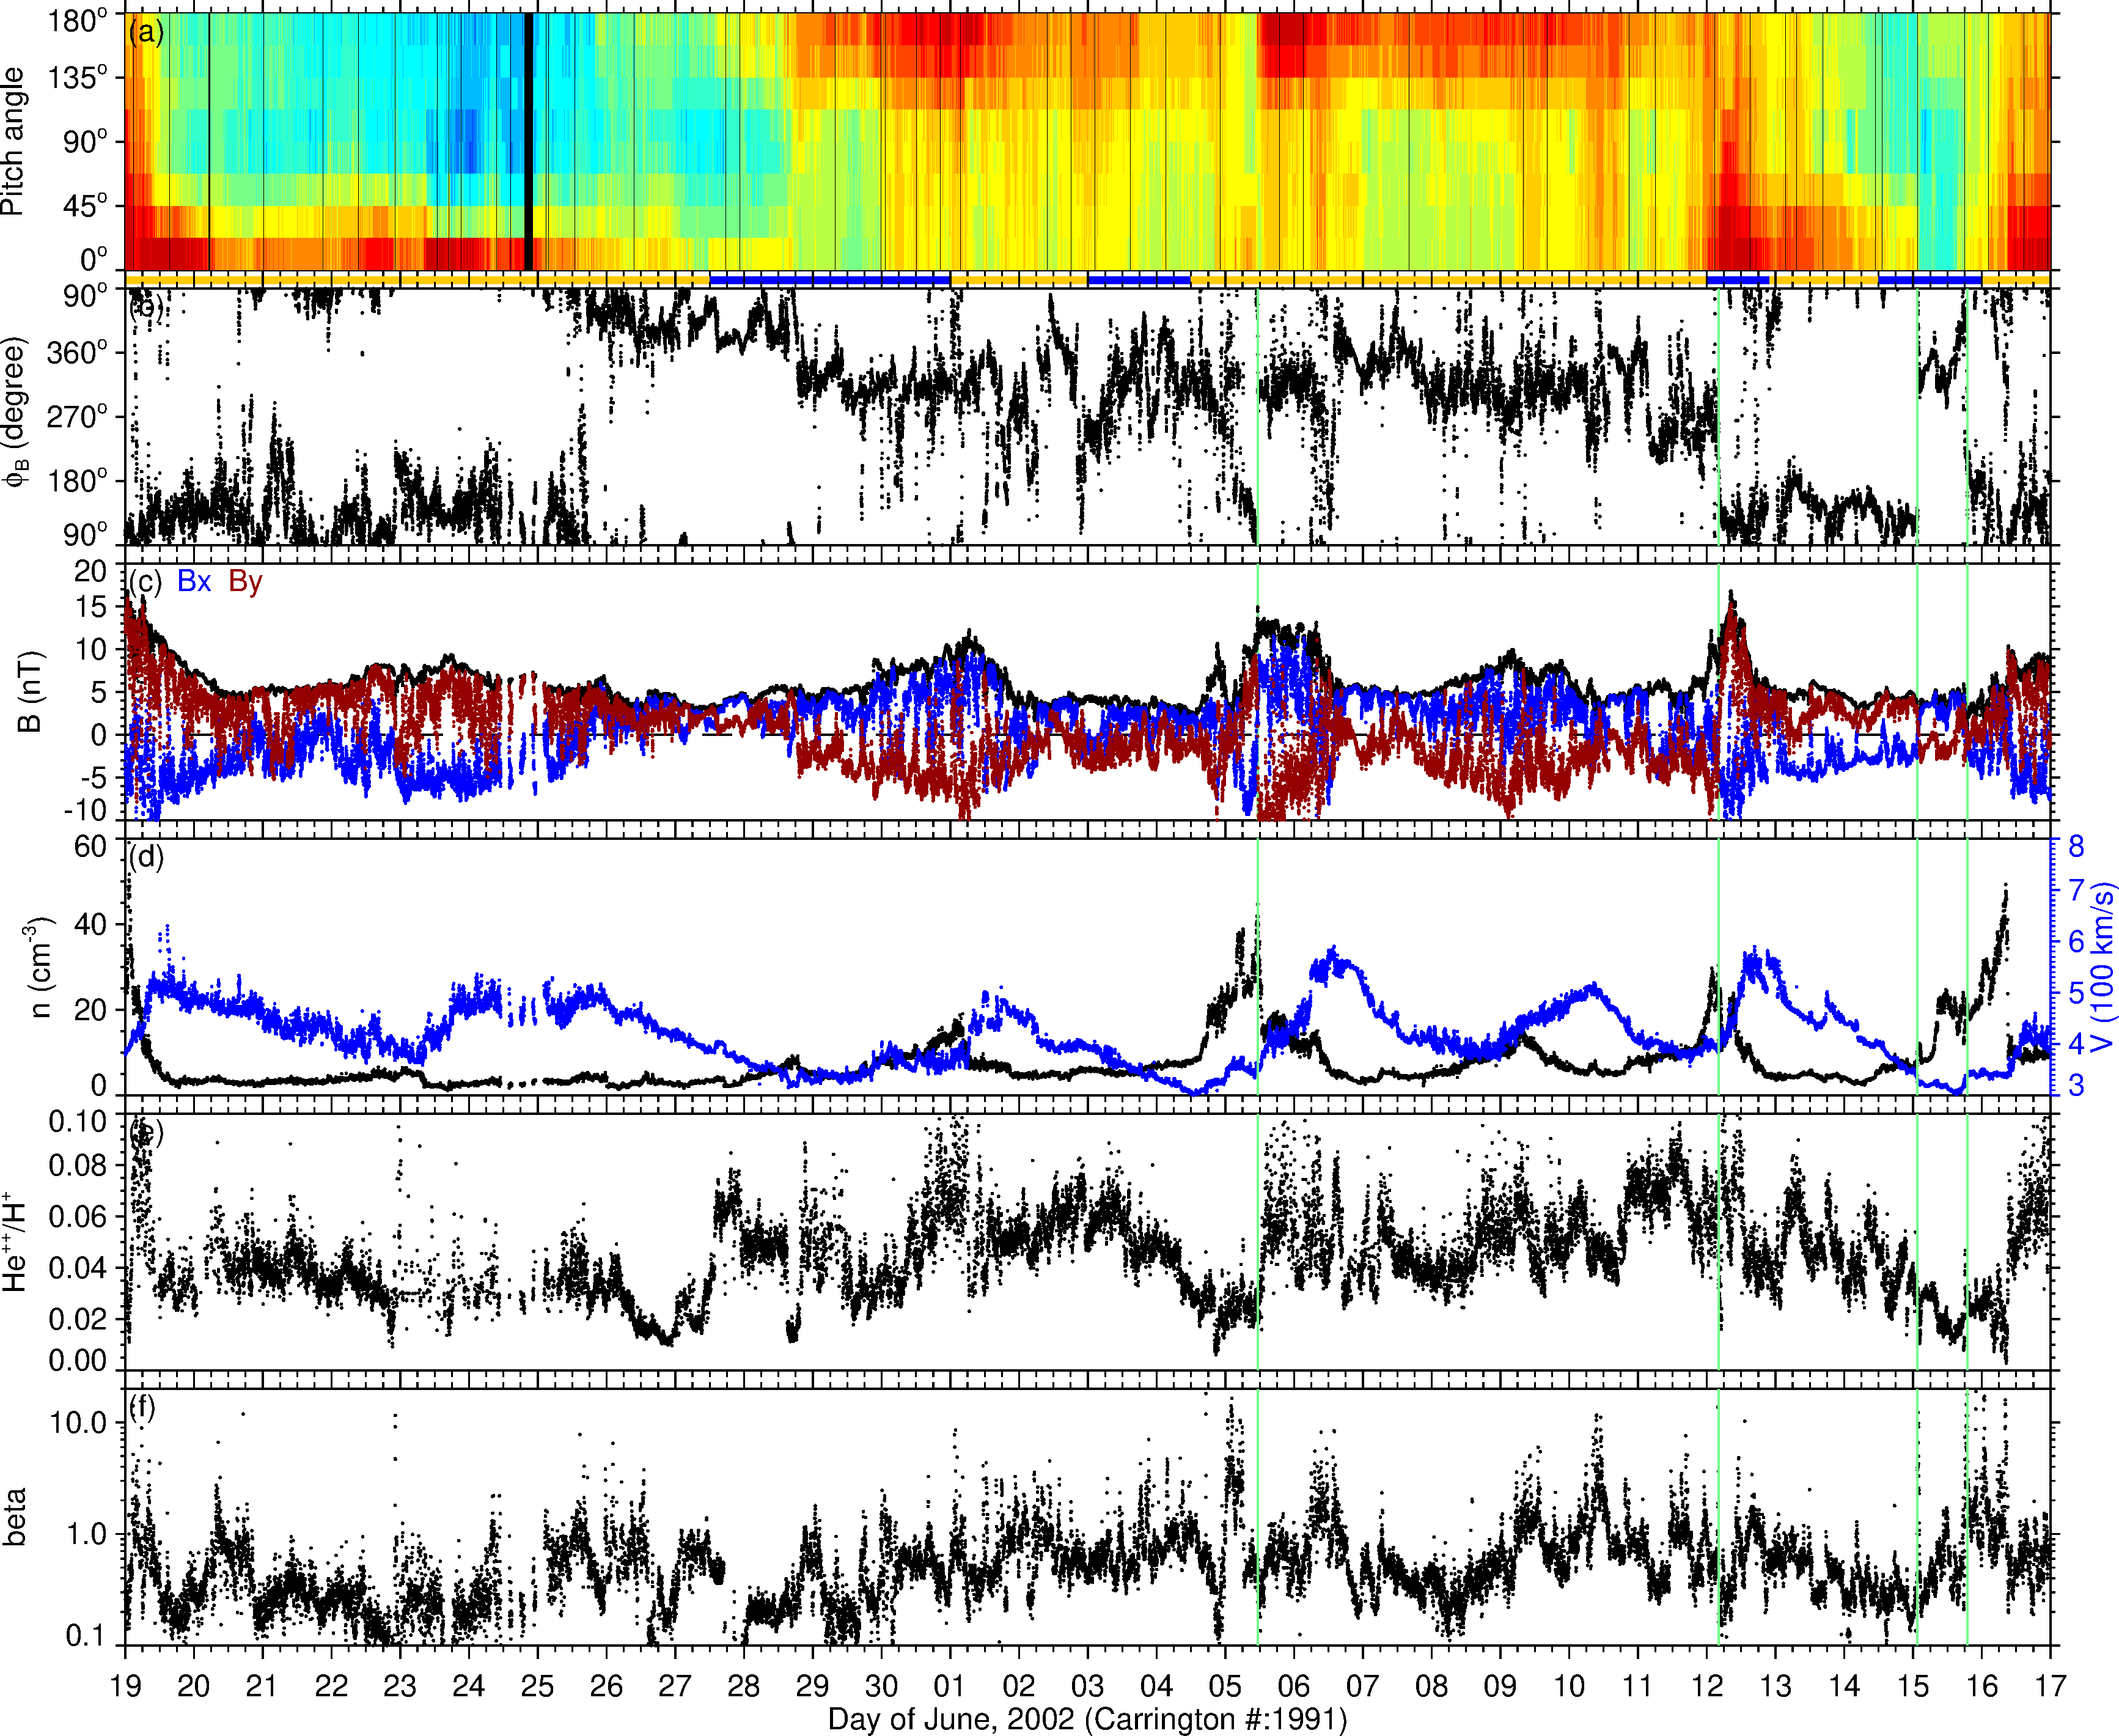 (a)
Pitch angle
180°
135°
90°
45°
0°
(b)
ϕB (degree)
90°
360°
270°
180°
90°
(c) Bx By
B (nT)
20
15
10
5
0
-5
-10
(d)
n (cm-3)
60
40
20
0
V (100 km/s)
8
7
6
5
4
3
(e)
He++/H+
0.10
0.08
0.06
0.04
0.02
0.00
(f)
beta
10.0
1.0
0.1
19 20 21 22 23 24 25 26 27 28 29 30 01 02 03 04 05 06 07 08 09 10 11 12 13 14 15 16 17
Day of June, 2002 (Carrington #:1991)